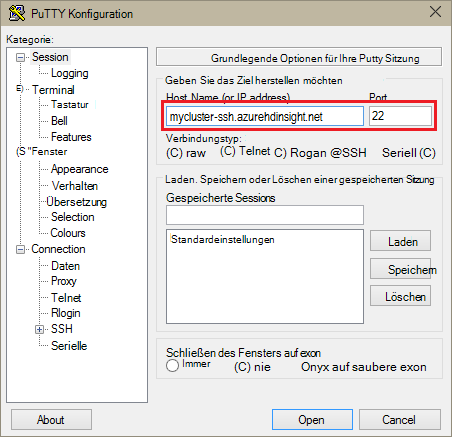 PuTTY Konfiguration
Kategorie:
Session
Logging
E) Terminal
Tastatur
Bell
Features
(S "Fenster
Appearance
Verhalten
Übersetzung
Selection
Colours
Connection
Daten
Proxy
Telnet
Rlogin
SSH
Serielle
Grundlegende Optionen für Ihre Putty Sitzung
Geben Sie das Ziel herstellen möchten
Host Name (or IP address) Port
mycluster-ssh.azurehdinsight.net 22
Verbindungstyp:
(C) raw (C) Telnet C) Rogan @SSH Seriell (C)
Laden. Speichern oder Löschen einer gespeicherten Sizung
Gespeicherte Sessions
Standardeinstellungen
Laden
Speichern
Löschen
Schließen des Fensters auf exon
Immer (C) nie Onyx auf saubere exon
About Open Cancel